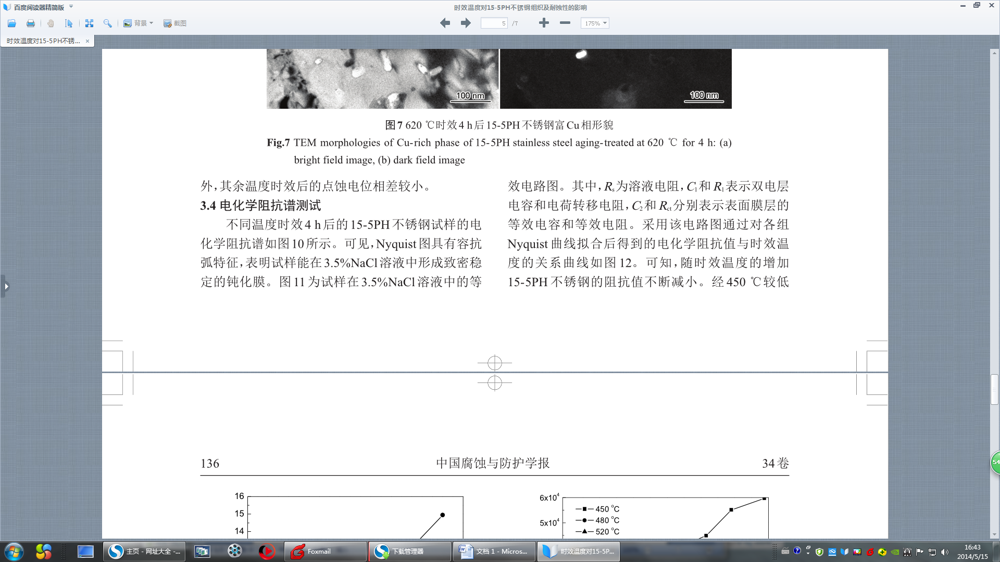 百度阅读器精简版
时效温度对15-5PH不锈钢组织及耐蚀性的影响
背景
截图
5
/7
175%
时效温度对15-5PH不锈...
100 nm
100 nm
图7 620 ℃时效4 h后15-5PH不锈钢富Cu相形貌
Fig.7 TEM morphologies of Cu-rich phase of 15-5PH stainless steel aging-treated at 620 ℃ for 4 h: (a)
bright field image, (b) dark field image
外,其余温度时效后的点蚀电位相差较小。
3.4 电化学阻抗谱测试
不同温度时效4 h后的15-5PH不锈钢试样的电
化学阻抗谱如图10所示。可见,Nyquist图具有容抗
弧特征,表明试样能在3.5%NaCl溶液中形成致密稳
定的钝化膜。图11为试样在3.5%NaCl溶液中的等
效电路图。其中,Rs为溶液电阻,C1和R1表示双电层
电容和电荷转移电阻,C2和Rct分别表示表面膜层的
等效电容和等效电阻。采用该电路图通过对各组
Nyquist曲线拟合后得到的电化学阻抗值与时效温
度的关系曲线如图12。可知,随时效温度的增加
15-5PH不锈钢的阻抗值不断减小。经450 ℃较低
136
中国腐蚀与防护学报
34卷
16
15
14
6x10^4
5x10^4
450 °C
480 °C
520 °C
54
主页 - 网址大全 -...
Foxmail
下载管理器
文档 1 - Micros...
时效温度对15-5P...
16:43
2014/5/15